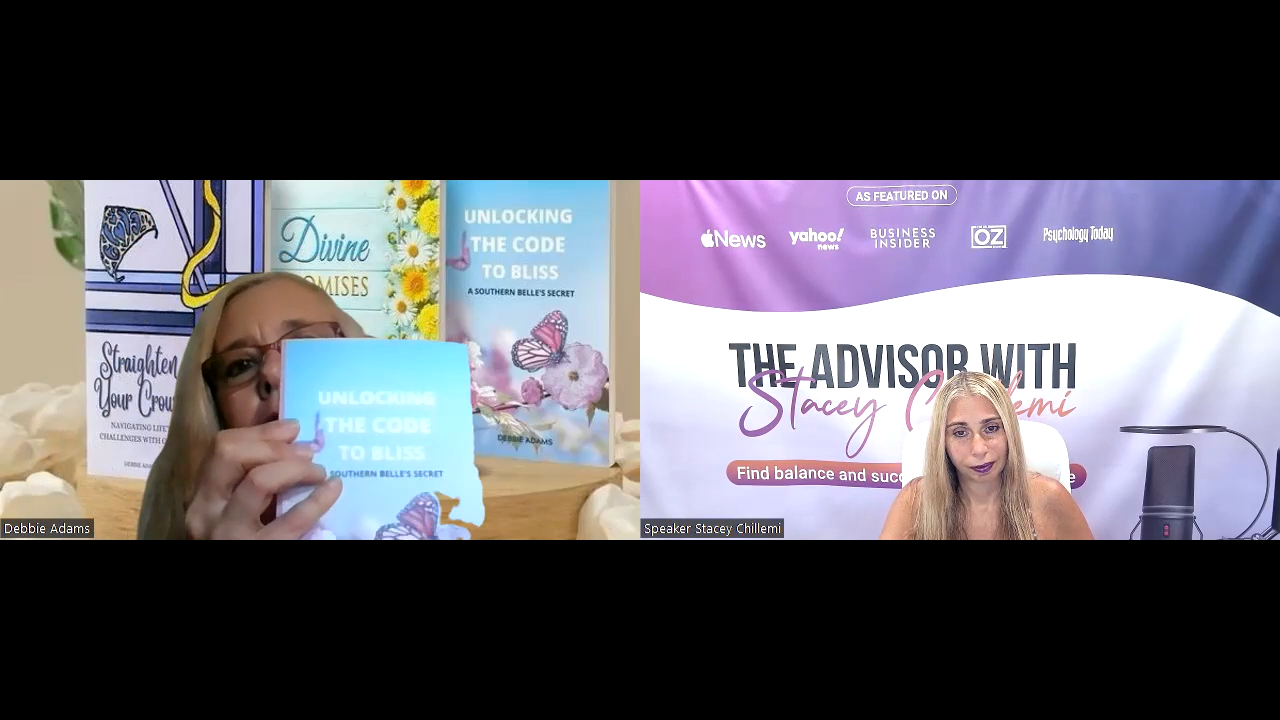 Straighten
Your Crow
NAVIGATING LIFE'
CHALLENGES WITH
Divine
OMISES
UNLOCKING
THE CODE
TO BLISS
A SOUTHERN BELLE'S SECRET
DEBBIE ADAMS
UNLOCKING
THE CODE
TO BLISS
SOUTHERN BELLE'S SECRET
Debbie Adams
AS FEATURED ON
News
yahoo!
news
BUSINESS
INSIDER
OZ
Psychology Today
THE ADVISOR WITH
Stacey C lemi
Find balance and succ e
Speaker Stacey Chillemi